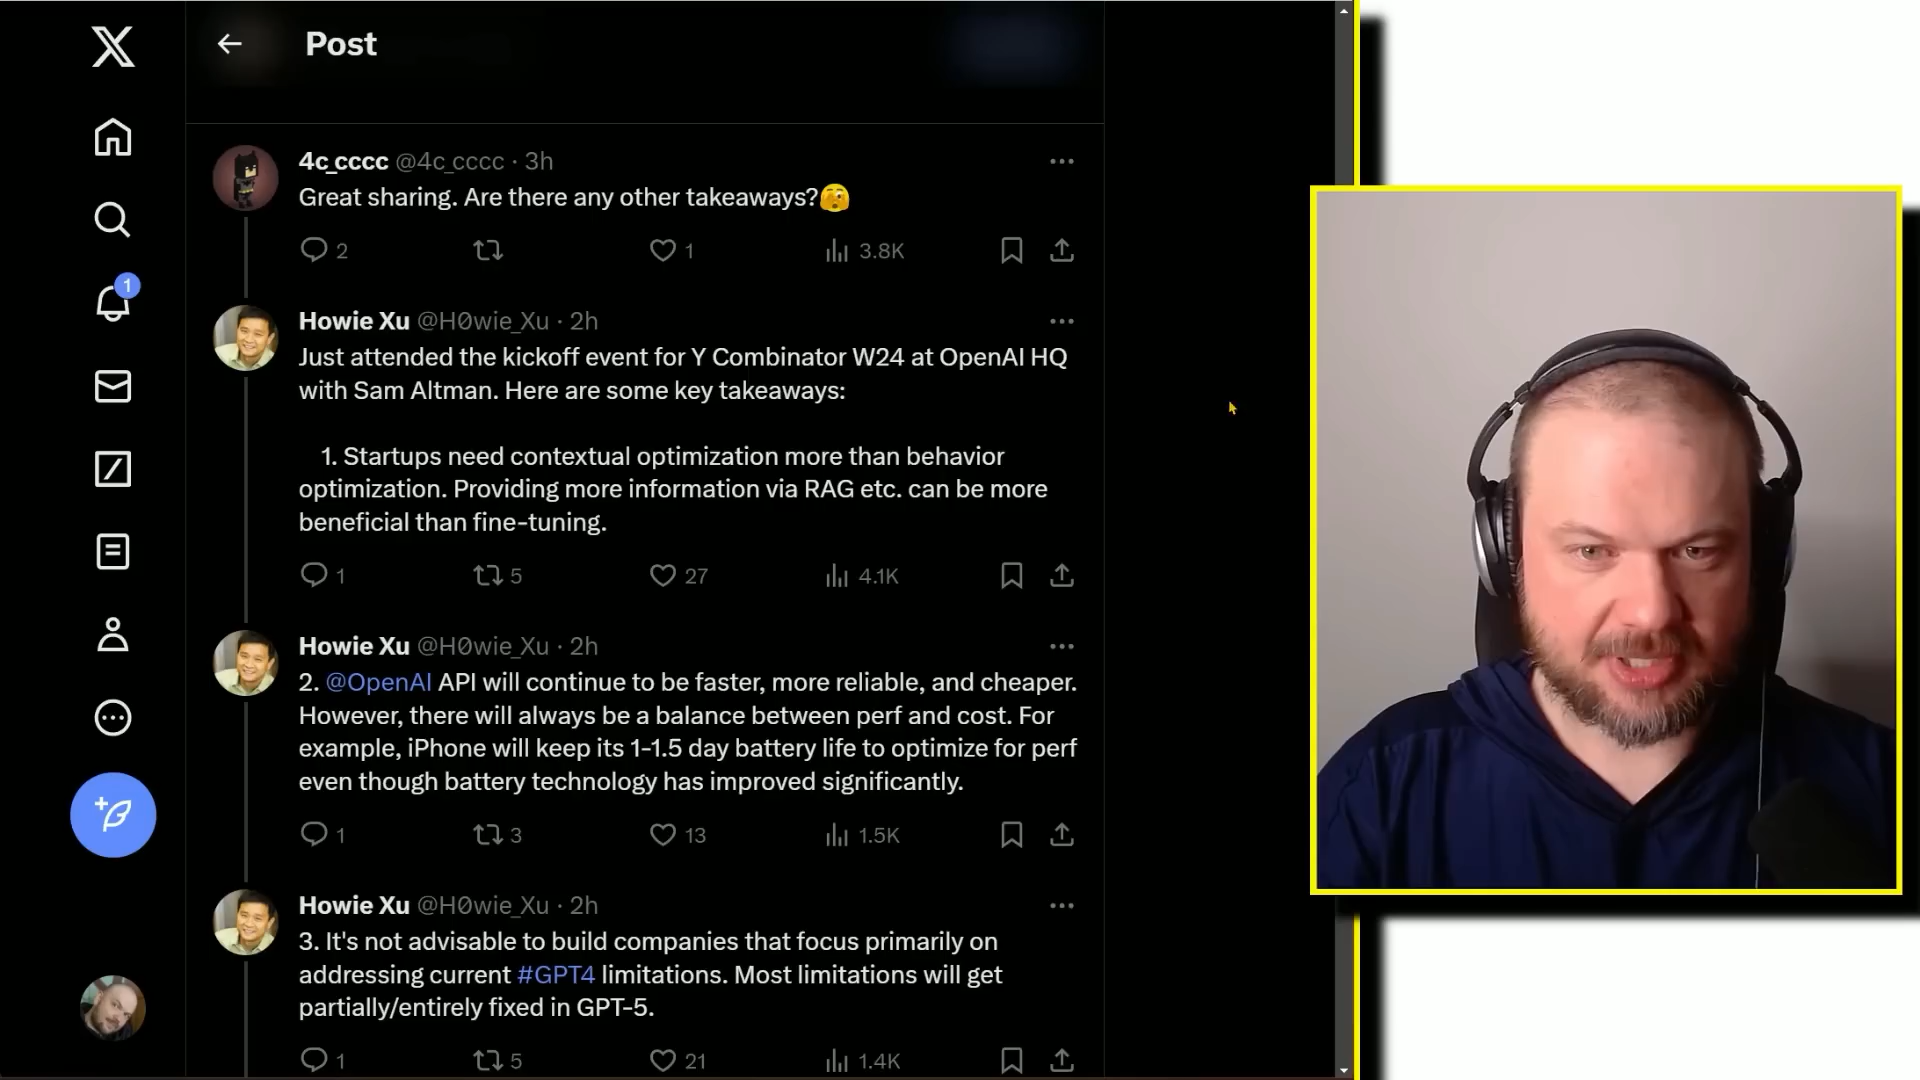 Post
4c_cccc @4c_cccc · 3h
Great sharing. Are there any other takeaways?🫣
2 1 3.8K
1
Howie Xu @H0wie_Xu · 2h
Just attended the kickoff event for Y Combinator W24 at OpenAI HQ
with Sam Altman. Here are some key takeaways:
1. Startups need contextual optimization more than behavior
optimization. Providing more information via RAG etc. can be more
beneficial than fine-tuning.
1 5 27 4.1K
Howie Xu @H0wie_Xu · 2h
2. @OpenAI API will continue to be faster, more reliable, and cheaper.
However, there will always be a balance between perf and cost. For
example, iPhone will keep its 1-1.5 day battery life to optimize for perf
even though battery technology has improved significantly.
1 3 13 1.5K
Howie Xu @H0wie_Xu · 2h
3. It's not advisable to build companies that focus primarily on
addressing current #GPT4 limitations. Most limitations will get
partially/entirely fixed in GPT-5.
1 5 21 1.4K